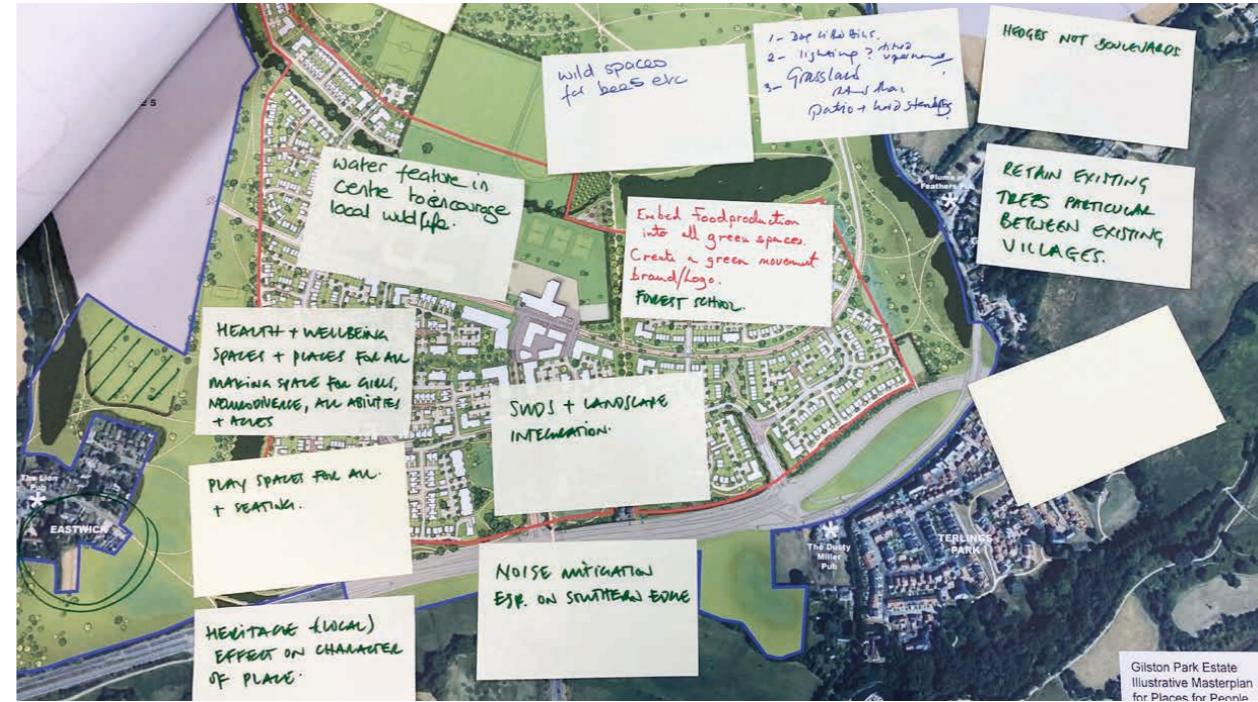 wild spaces
for bees etc
1-
2- lighting ?
3- Grassland
patio + hard standing
HEDGES NOT BOULEVARDS
Water feature in
centre to encourage
local wildlife.
Embed Food production
into all green spaces.
Create a green movement
brand/Logo.
FOREST SCHOOL.
Plume of
Feathers Pub
RETAIN EXISTING
TREES PARTICULAR
BETWEEN EXISTING
VILLAGES.
HEALTH + WELLBEING
SPACES + PLACES FOR ALL
MAKING SPACE FOR GIRLS,
NEURODIVERCE, ALL ABILITIES
+ AGES
SUDS + LANDSCAPE
INTEGRATION.
PLAY SPACES FOR ALL.
+ SEATING.
The Lion
Pub
EASTWICK
The Dusty
Miller
Pub
TERLINGS
PARK
NOISE MITIGATION
ESP. ON SOUTHERN EDGE
HERITAGE (LOCAL)
EFFECT ON CHARACTER
OF PLACE.
Gilston Park Estate
Illustrative Masterplan
for Places for People